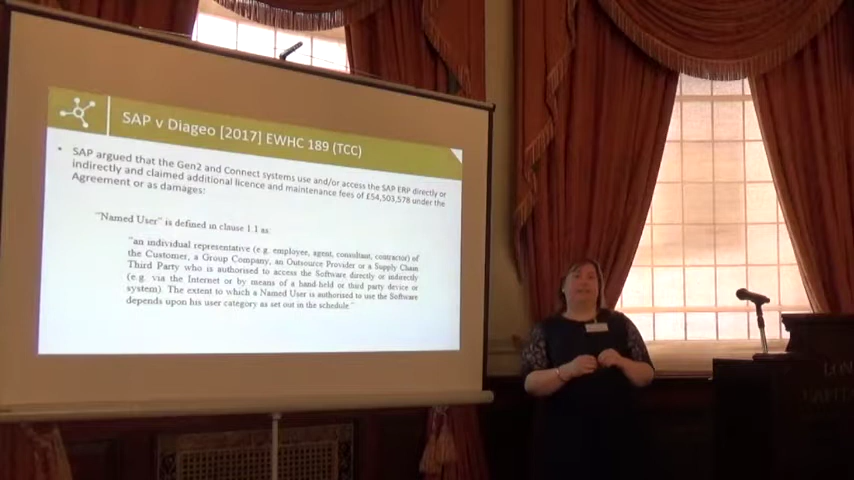 SAP v Diageo [2017] EWHC 189 (TCC)
• SAP argued that the Gen2 and Connect systems use and/or access the SAP ERP directly or
indirectly and claimed additional licence and maintenance fees of £54,503,578 under the
Agreement or as damages:
"Named User" is defined in clause 1.1 as:
"an individual representative (e.g. employee, agent, consultant, contractor) of
the Customer, a Group Company, an Outsource Provider or a Supply Chain
Third Party who is authorised to access the Software directly or indirectly
(e.g. via the Internet or by means of a hand-held or third party device or
system). The extent to which a Named User is authorised to use the Software
depends upon his user category as set out in the schedule."